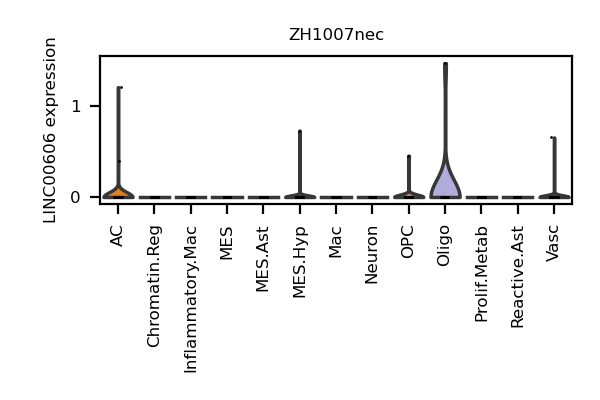 ZH1007nec
LINC00606 expression
1
0
AC
Chromatin.Reg
Inflammatory.Mac
MES
MES.Ast
MES.Hyp
Mac
Neuron
OPC
Oligo
Prolif.Metab
Reactive.Ast
Vasc